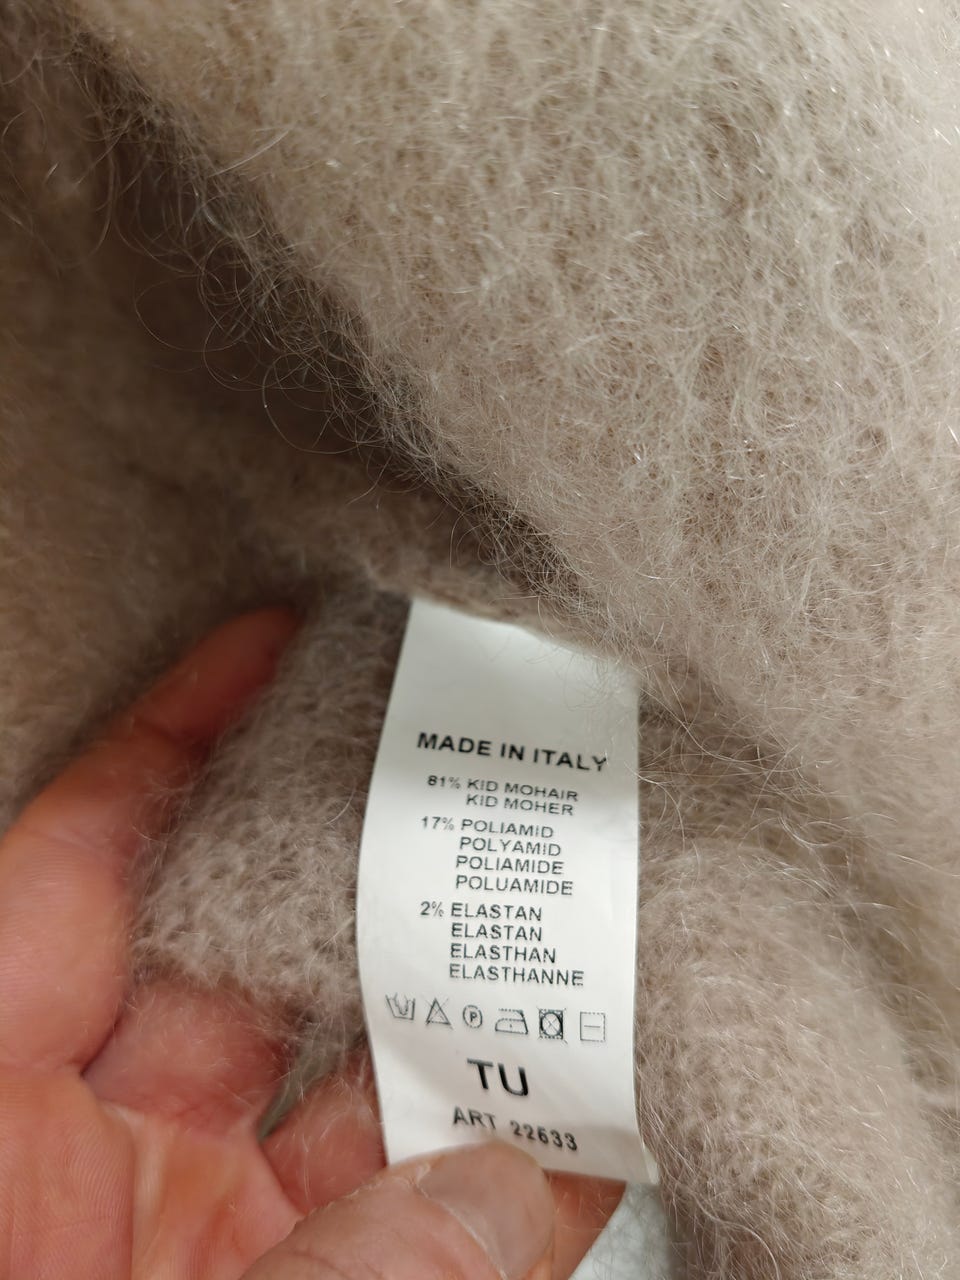 MADE IN ITALY
81% KID MOHAIR
KID MOHER
17% POLIAMID
POLYAMID
POLIAMIDE
POLUAMIDE
2% ELASTAN
ELASTAN
ELASTHAN
ELASTHANNE
P
TU
ART 22633